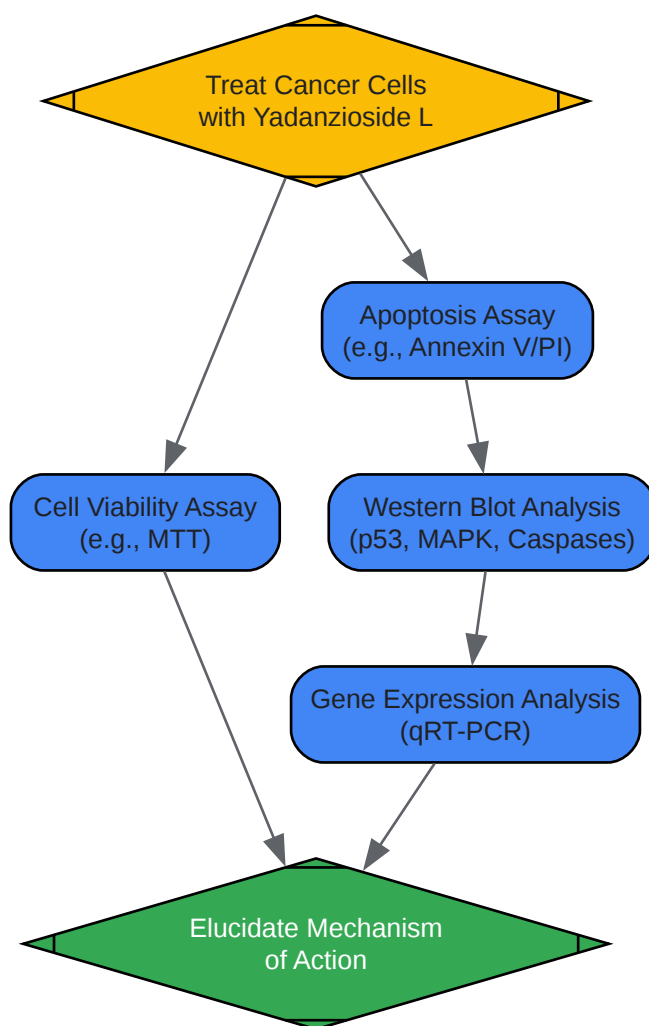 Treat Cancer Cells
with Yadanzioside L
Apoptosis Assay
(e.g., Annexin V/PI)
Cell Viability Assay
(e.g., MTT)
Western Blot Analysis
(p53, MAPK, Caspases)
Gene Expression Analysis
(qRT-PCR)
Elucidate Mechanism
of Action